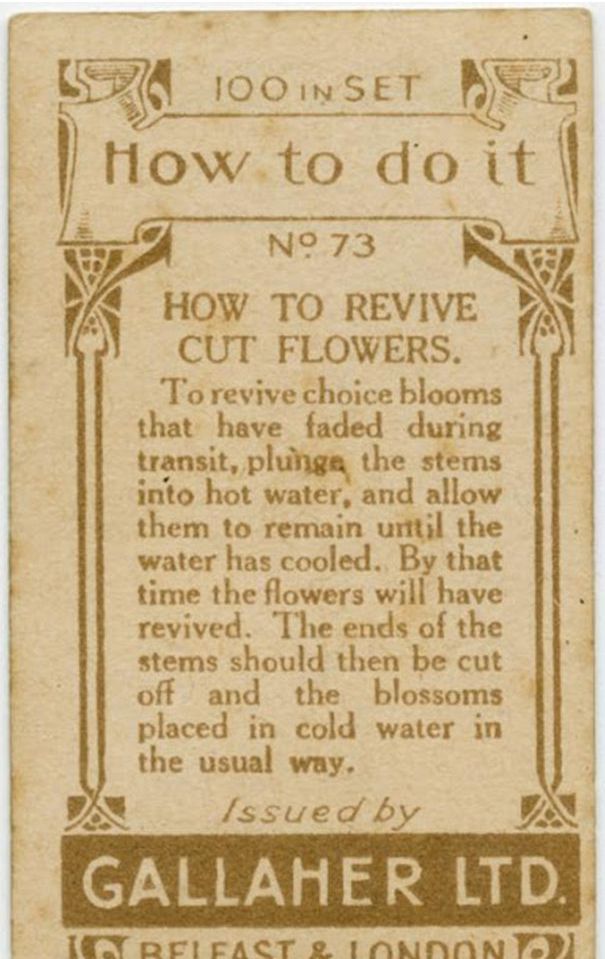 100 IN SET
How to do it
Nº 73
HOW TO REVIVE
CUT FLOWERS.
To revive choice blooms
that have faded during
transit, plunge the stems
into hot water, and allow
them to remain until the
water has cooled. By that
time the flowers will have
revived. The ends of the
stems should then be cut
off and the blossoms
placed in cold water in
the usual way.
Issued by
GALLAHER LTD.
BELFAST & LONDON